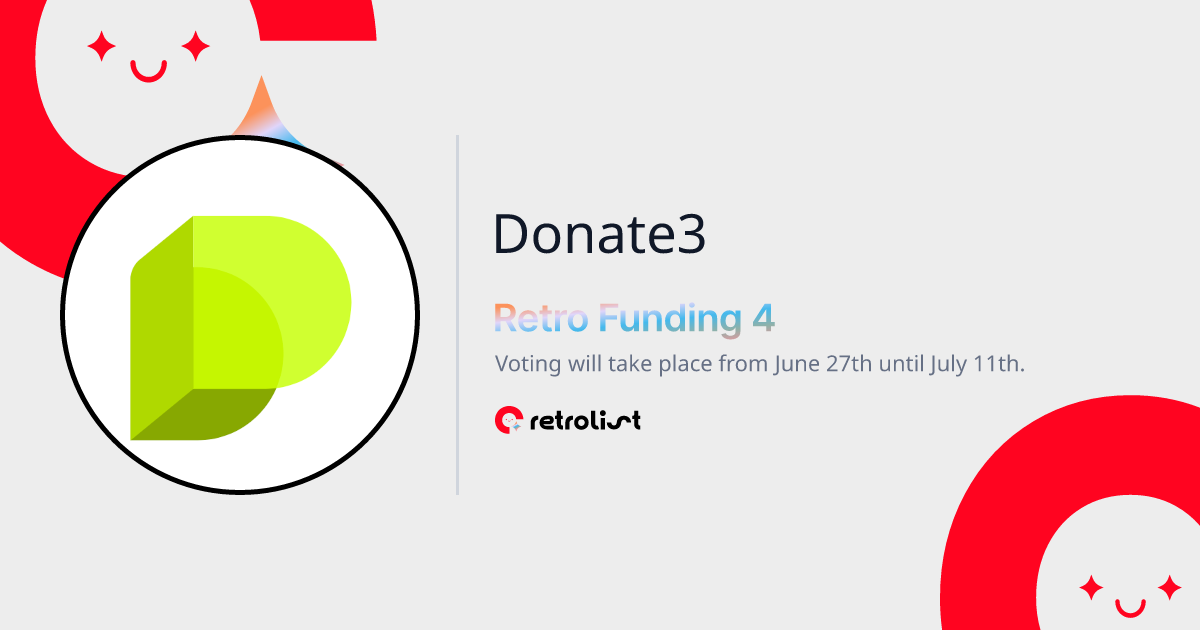 Donate3
Retro Funding 4
Voting will take place from June 27th until July 11th.
retrolist